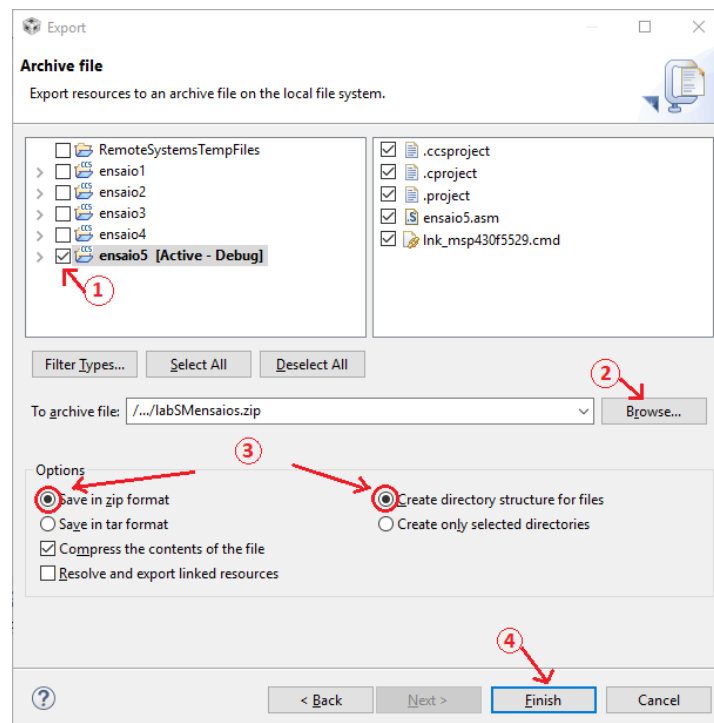 Export
Archive file
Export resources to an archive file on the local file system.
RemoteSystemsTempFiles
ensaio1
ensaio2
ensaio3
ensaio4
ensaio5 [Active - Debug]
1
.ccsproject
.cproject
.project
ensaio5.asm
lnk_msp430f5529.cmd
Filter Types...
Select All
Deselect All
2
To archive file:
/.../labSMensaios.zip
Browse...
3
Options
Save in zip format
Create directory structure for files
Save in tar format
Create only selected directories
Compress the contents of the file
Resolve and export linked resources
4
?
< Back
Next >
Finish
Cancel